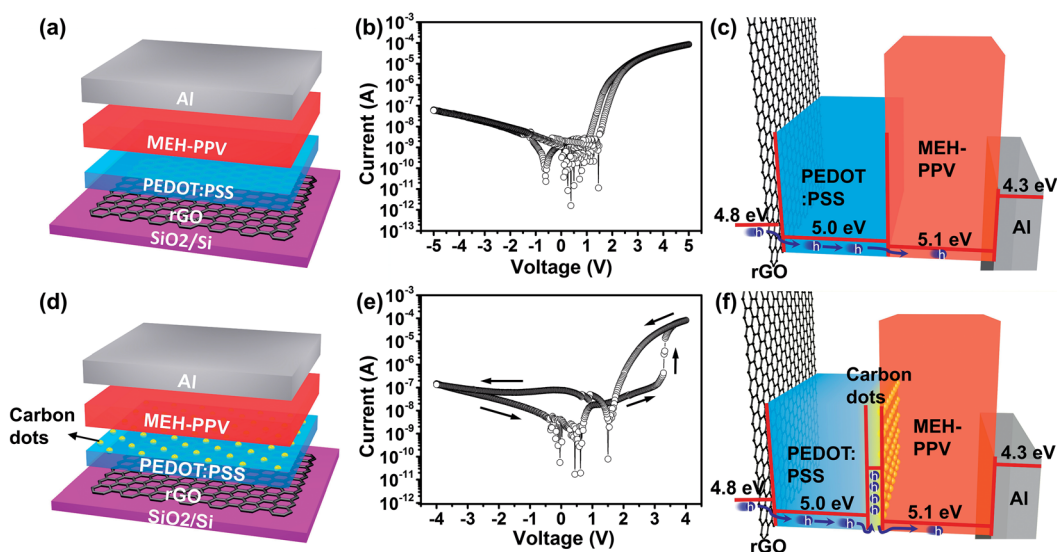 (a)
Al
MEH-PPV
PEDOT:PSS
rGO
SiO2/Si
(b)
Current (A)
10-3
10-4
10-5
10-6
10-7
10-8
10-9
10-10
10-11
10-12
10-13
-5 -4 -3 -2 -1 0 1 2 3 4 5
Voltage (V)
(c)
PEDOT
:PSS
MEH-
PPV
4.8 eV
5.0 eV
5.1 eV
4.3 eV
Al
h
h
h
h
rGO
(d)
Al
Carbon
dots
MEH-PPV
PEDOT:PSS
rGO
SiO2/Si
(e)
Current (A)
10-3
10-4
10-5
10-6
10-7
10-8
10-9
10-10
10-11
10-12
-4 -3 -2 -1 0 1 2 3 4
Voltage (V)
(f)
Carbon
dots
PEDOT:
PSS
MEH-
PPV
4.8 eV
5.0 eV
5.1 eV
4.3 eV
Al
h
h
h
h
h
h
h
h
rGO